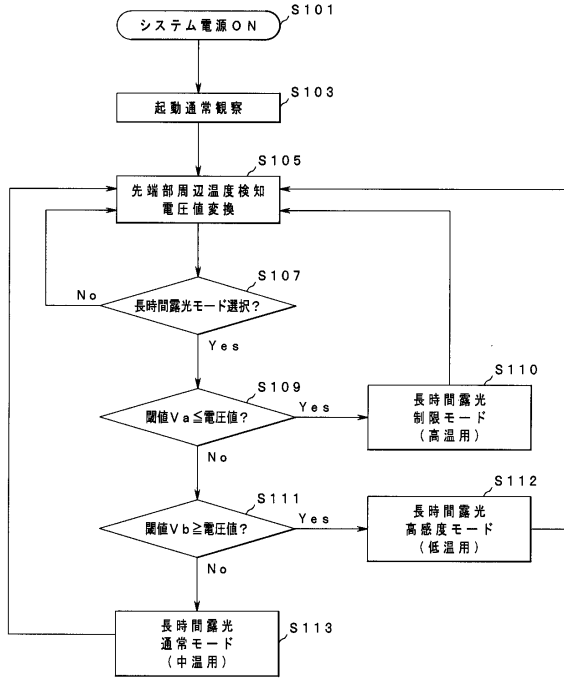 S101
システム電源ON
S103
起動通常観察
S105
先端部周辺温度検知
電圧値変換
S107
No
長時間露光モード選択？
Yes
S109
S110
閾値Va≦電圧値？
Yes
長時間露光
制限モード
(高温用)
No
S111
S112
閾値Vb≧電圧値？
Yes
長時間露光
高感度モード
(低温用)
No
長時間露光
通常モード
(中温用)
S113